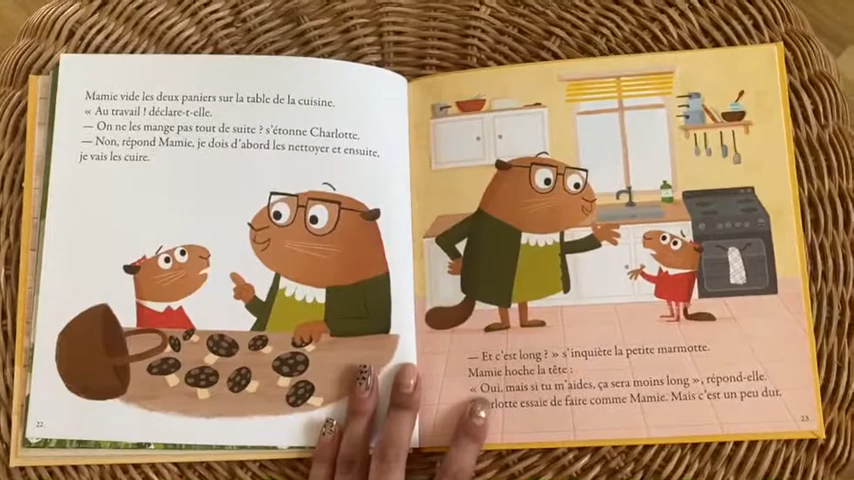 Mamie vide les deux paniers sur la table de la cuisine.
« Au travail ! déclare-t-elle.
— On ne les mange pas tout de suite ? s'étonne Charlotte.
— Non, répond Mamie, je dois d'abord les nettoyer et ensuite,
je vais les cuire.
22
— Et c'est long ? » s'inquiète la petite marmotte.
Mamie hoche la tête :
« Oui, mais si tu m'aides, ça sera moins long », répond-elle.
essaie de faire comme Mamie. Mais c'est un peu dur.
23